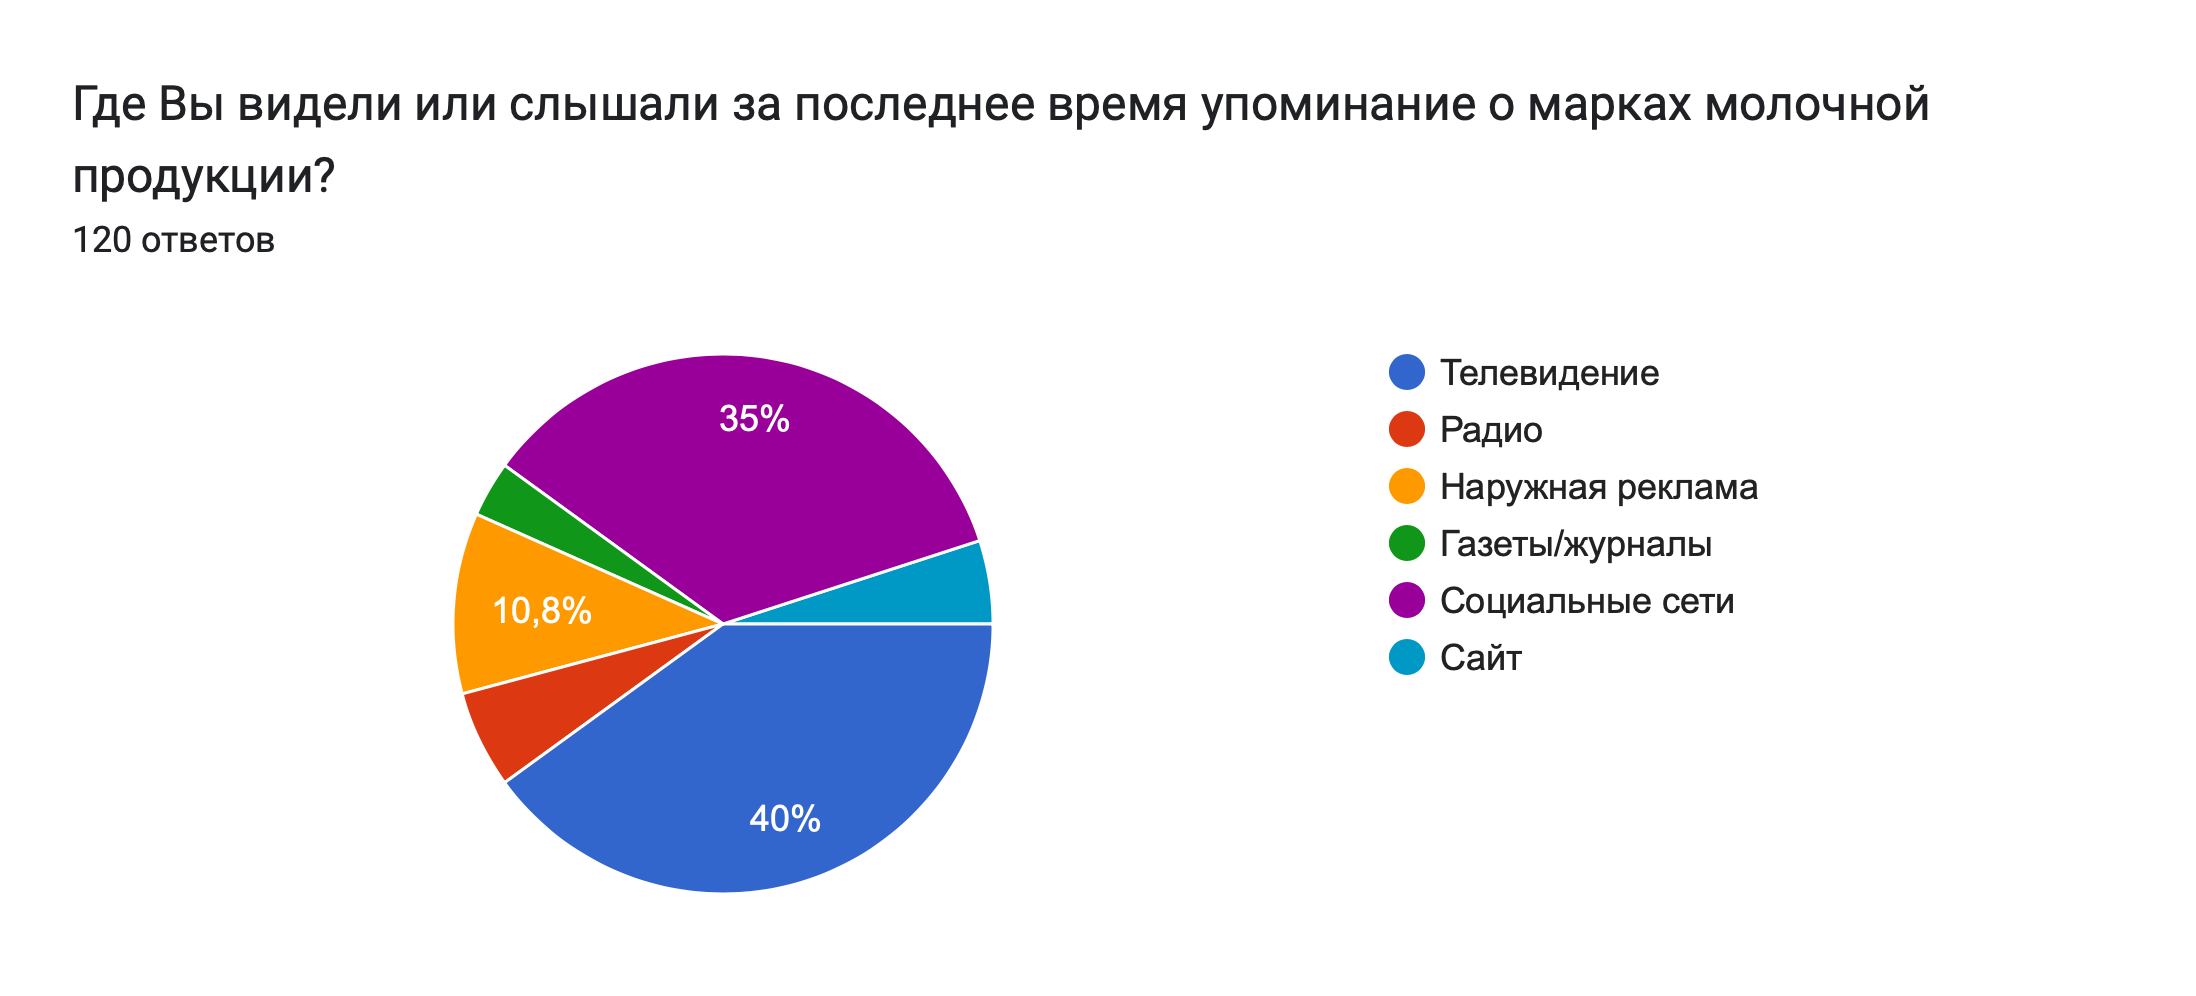 Где Вы видели или слышали за последнее время упоминание о марках молочной
продукции?
120 ответов
35%
10,8%
40%
Телевидение
Радио
Наружная реклама
Газеты/журналы
Социальные сети
Сайт